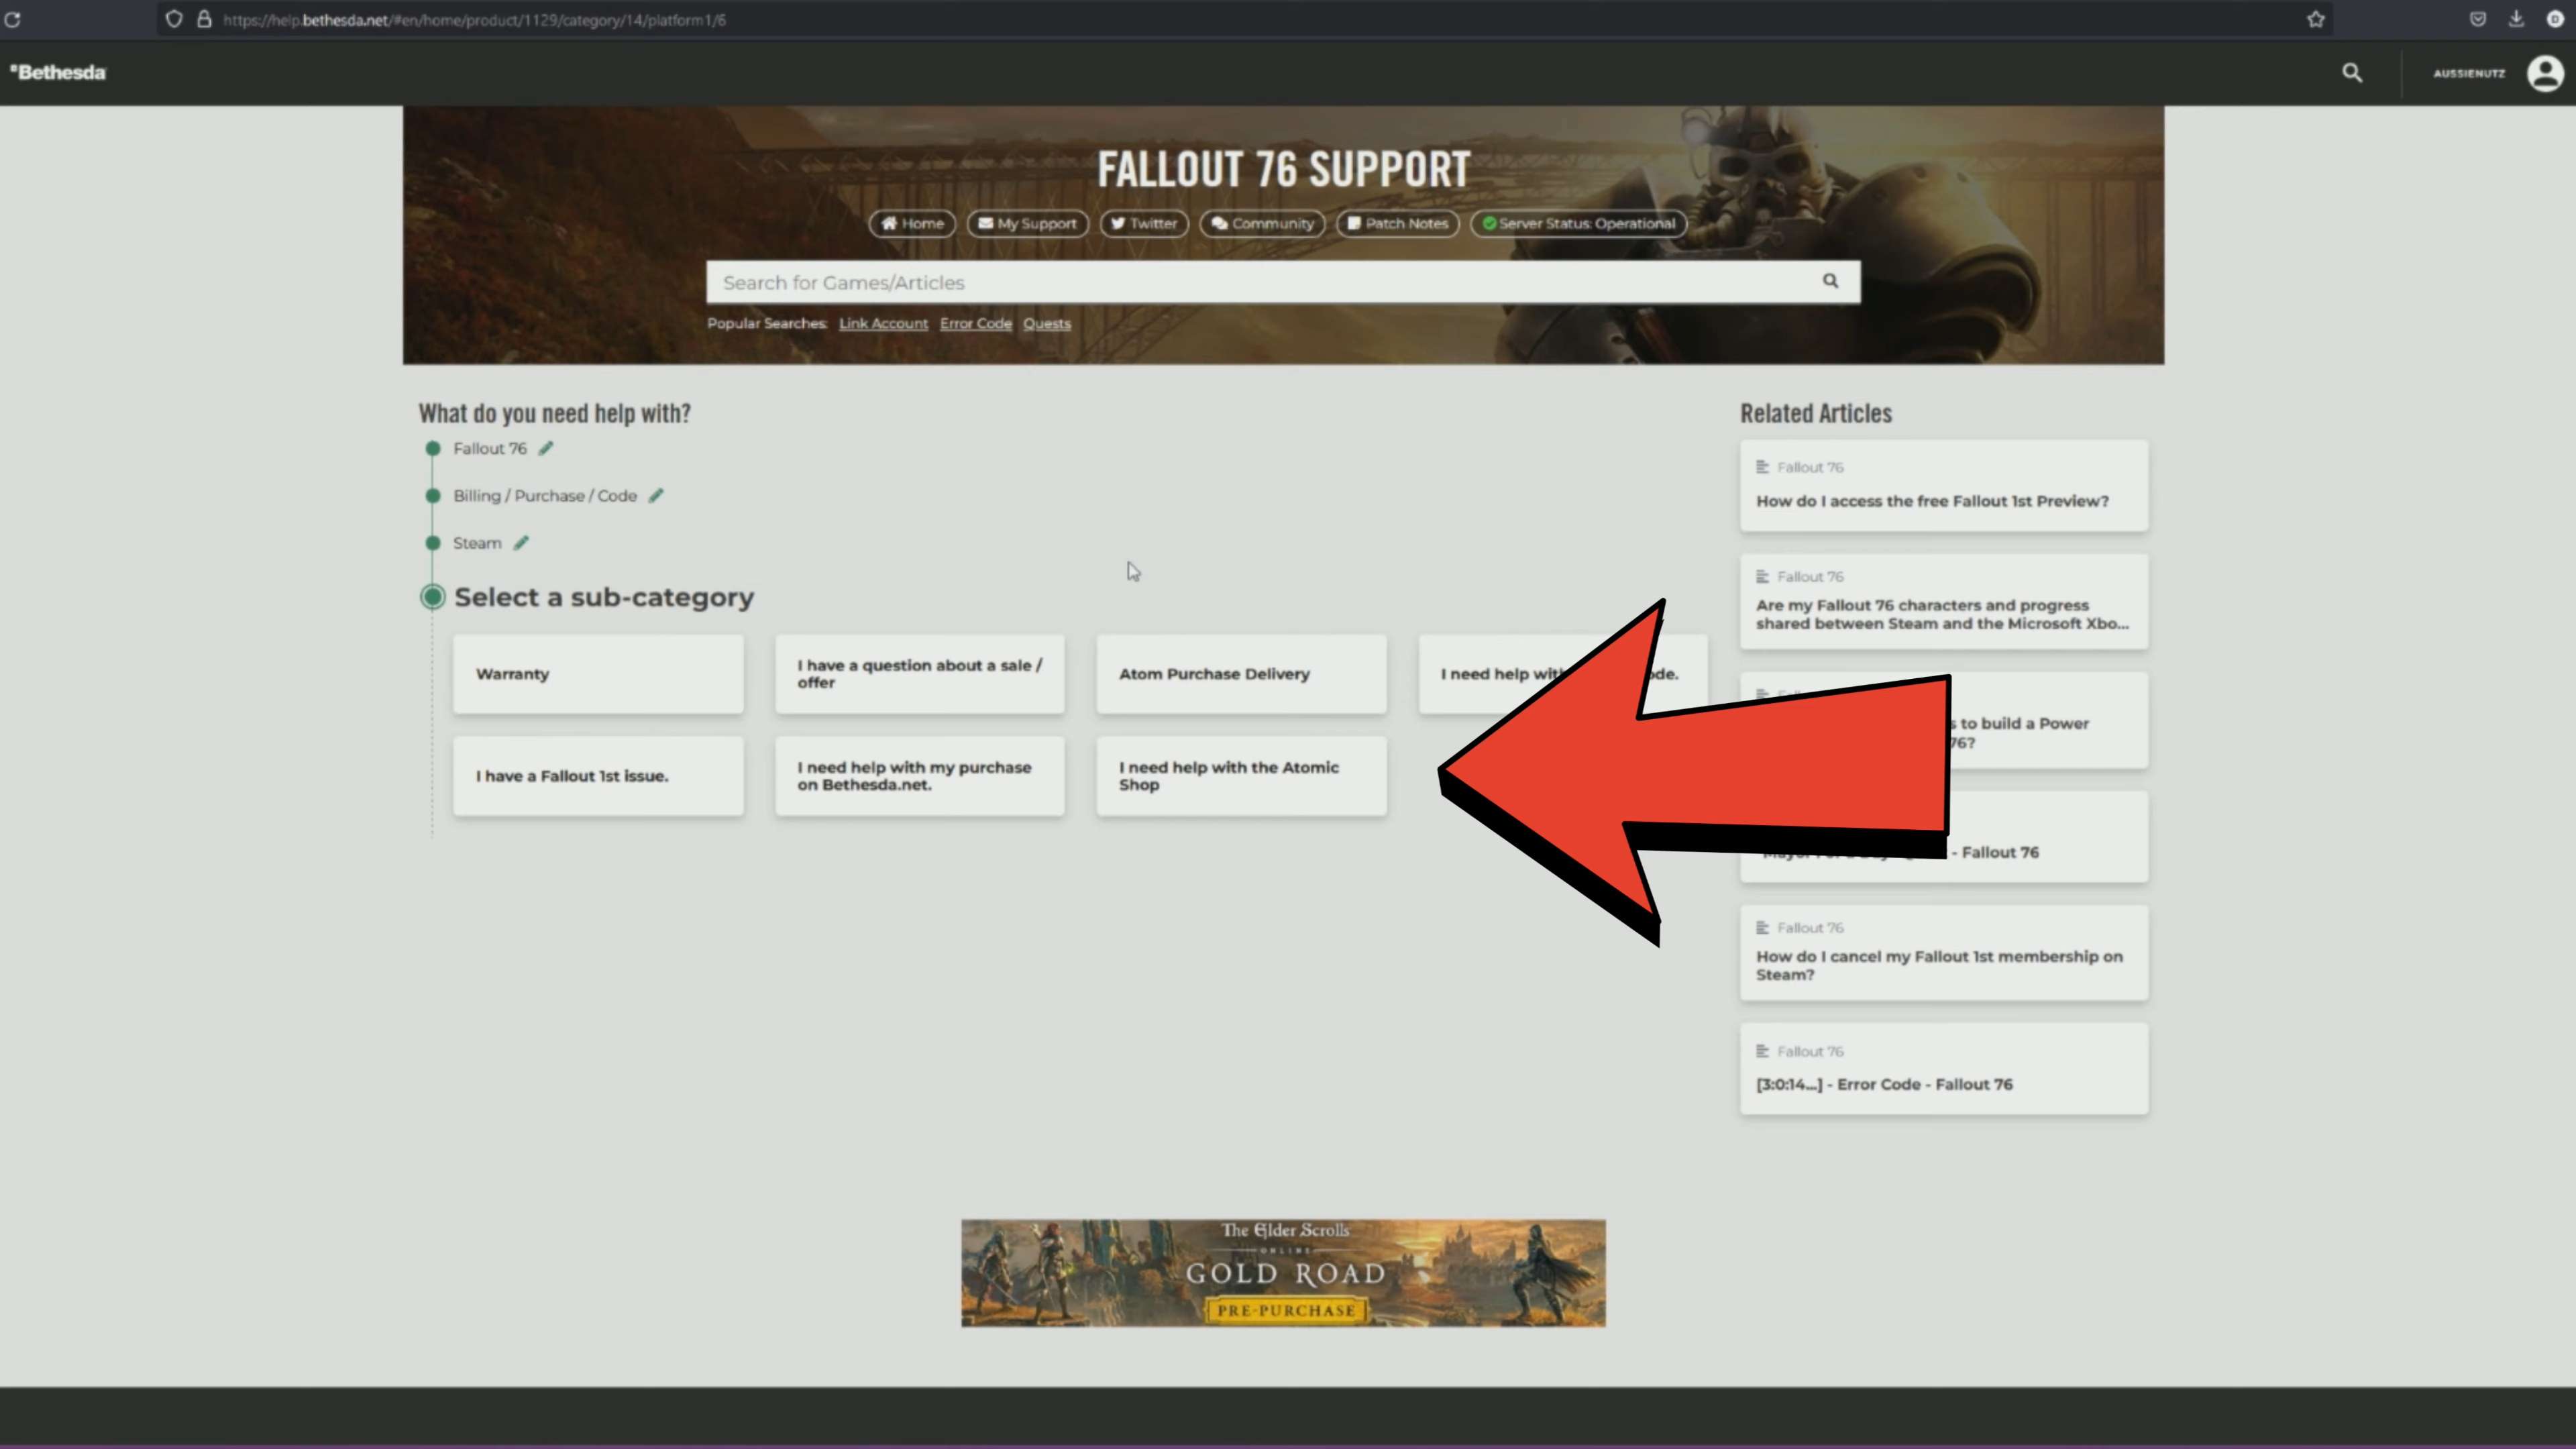 https://help.bethesda.net/#en/home/product/1129/category/14/platform1/6
Bethesda
AUSSIENUTZ
FALLOUT 76 SUPPORT
Home
My Support
Twitter
Community
Patch Notes
Server Status: Operational
Search for Games/Articles
Popular Searches: Link Account Error Code Quests
What do you need help with?
Fallout 76
Billing / Purchase / Code
Steam
Select a sub-category
Warranty
I have a question about a sale /
offer
Atom Purchase Delivery
I need help with
I have a Fallout 1st issue.
I need help with my purchase
on Bethesda.net.
I need help with the Atomic
Shop
Related Articles
Fallout 76
How do I access the free Fallout 1st Preview?
Fallout 76
Are my Fallout 76 characters and progress
shared between Steam and the Microsoft Xbo...
to build a Power
76?
- Fallout 76
Fallout 76
How do I cancel my Fallout 1st membership on
Steam?
Fallout 76
[3:0:14...] - Error Code - Fallout 76
The Elder Scrolls
ONLINE
GOLD ROAD
PRE-PURCHASE